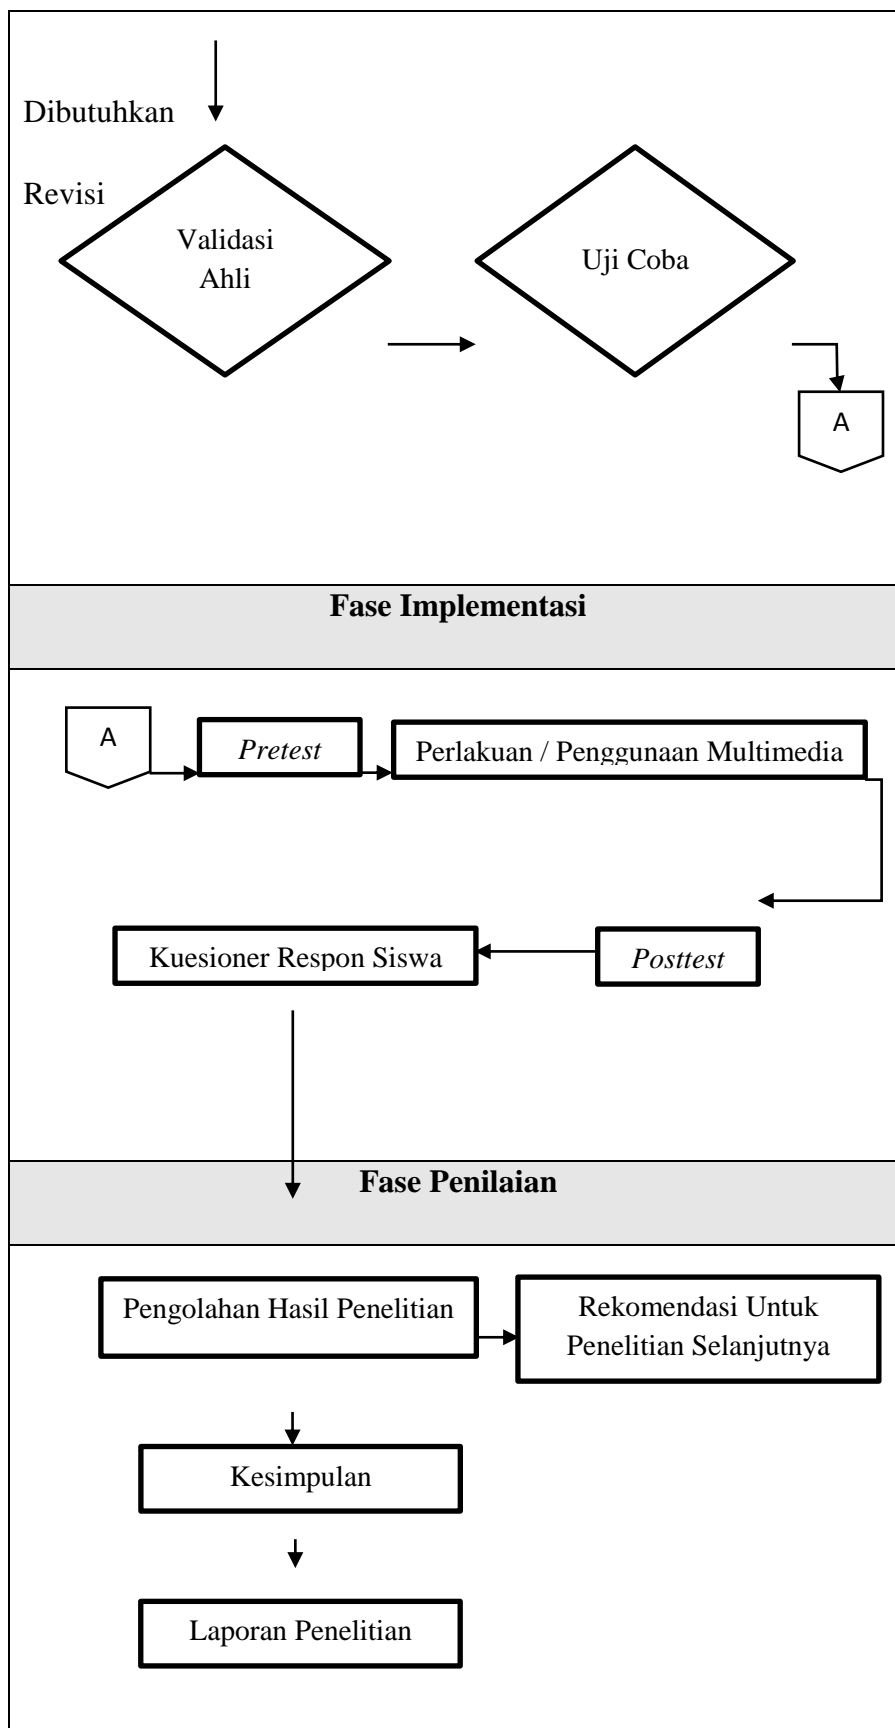 Dibutuhkan
Revisi
Validasi
Ahli
Uji Coba
A
Fase Implementasi
A
Pretest
Perlakuan / Penggunaan Multimedia
Kuesioner Respon Siswa
Posttest
Fase Penilaian
Pengolahan Hasil Penelitian
Rekomendasi Untuk
Penelitian Selanjutnya
Kesimpulan
Laporan Penelitian